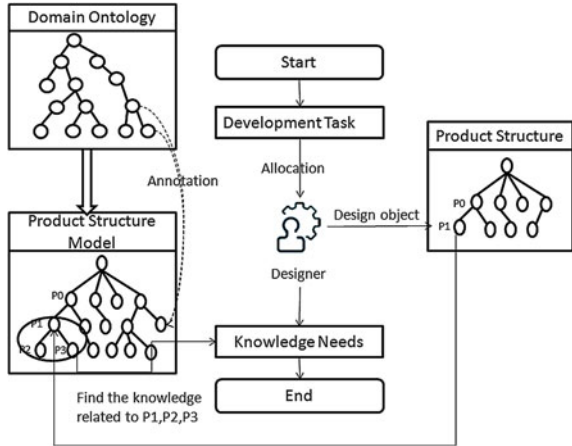 Domain Ontology
Start
Development Task
Product Structure
Annotation
Allocation
P0
P1
Design object
Product Structure
Model
Designer
P0
P1
P2
P3
Knowledge Needs
Find the knowledge
related to P1,P2,P3
End